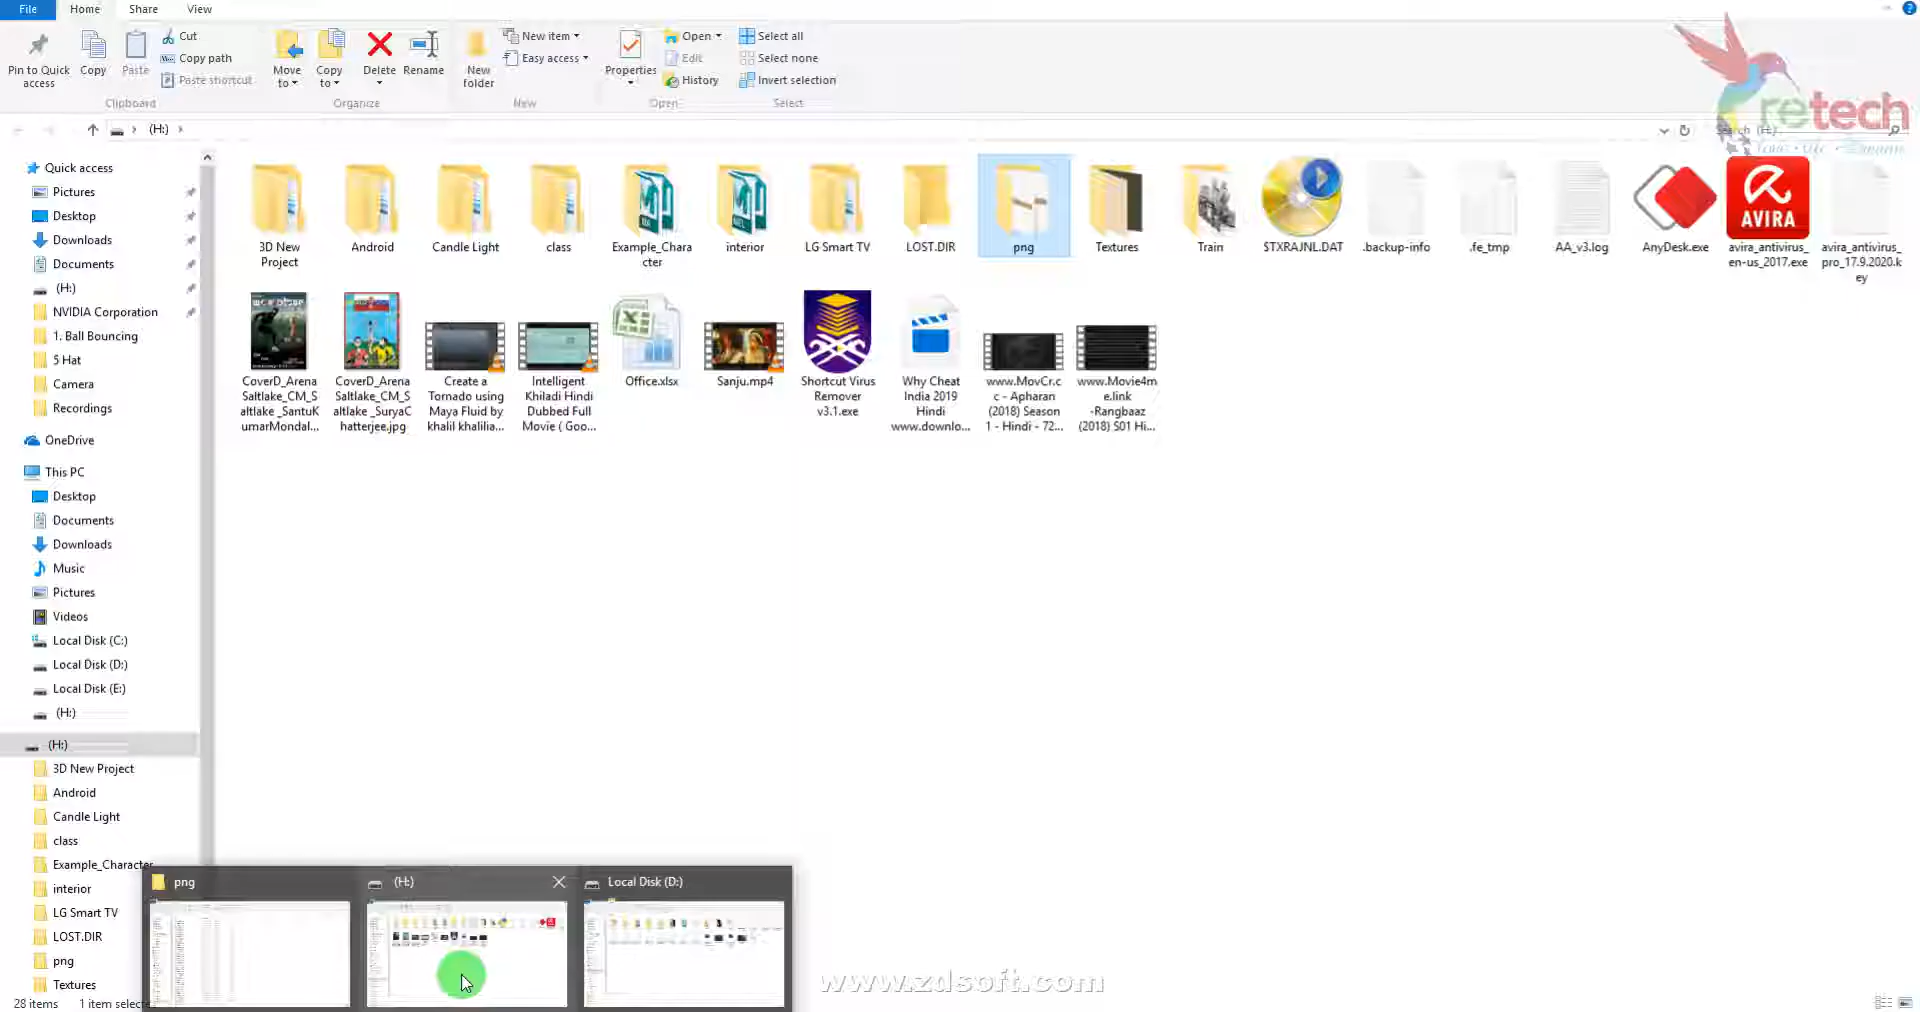 File Home Share View
Cut
Copy path
Paste shortcut
Pin to Quick access
Copy
Paste
Clipboard
Move to
Copy to
Delete
Rename
Organize
New item
Easy access
New folder
New
Properties
Open
Edit
History
Open
Select all
Select none
Invert selection
Select
retech
(H:)
Quick access
Pictures
Desktop
Downloads
Documents
(H:)
NVIDIA Corporation
1. Ball Bouncing
5 Hat
Camera
Recordings
OneDrive
This PC
Desktop
Documents
Downloads
Music
Pictures
Videos
Local Disk (C:)
Local Disk (D:)
Local Disk (E:)
(H:)
(H:)
3D New Project
Android
Candle Light
class
Example_Character
interior
LG Smart TV
LOST.DIR
png
Textures
28 items 1 item selecte
3D New
Project
Android
Candle Light
class
Example_Chara
cter
interior
LG Smart TV
LOST.DIR
png
Textures
Train
$TXRAJNL.DAT
.backup-info
.fe_tmp
AA_v3.log
AnyDesk.exe
AVIRA
avira_antivirus_
en-us_2017.exe
avira_antivirus_
pro_17.9.2020.k
ey
CoverD_Arena
Saltlake_CM_S
altlake _SantuK
umarMondal...
CoverD_Arena
Saltlake_CM_S
altlake _SuryaC
hatterjee.jpg
Create a
Tornado using
Maya Fluid by
khalil khalilia...
Intelligent
Khiladi Hindi
Dubbed Full
Movie ( Goo...
Office.xlsx
Sanju.mp4
Shortcut Virus
Remover
v3.1.exe
Why Cheat
India 2019
Hindi
www.downlo...
www.MovCr.c
c - Apharan
(2018) Season
1 - Hindi - 72...
www.Movie4m
e.link
-Rangbaaz
(2018) S01 Hi...
png
(H:)
Local Disk (D:)
www.zdsoft.com